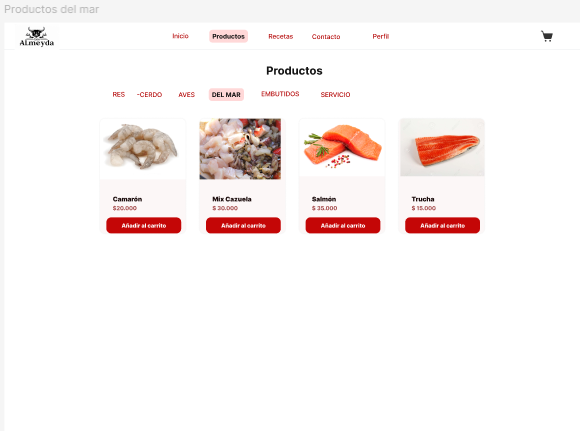 Productos del mar
ALmeyda
Inicio Productos Recetas Contacto Perfil
Productos
RES -CERDO AVES DEL MAR EMBUTIDOS SERVICIO
Camarón Mix Cazuela Salmón Trucha
$20.000 $ 30.000 $ 35.000 $ 15.000
Añadir al carrito Añadir al carrito Añadir al carrito Añadir al carrito